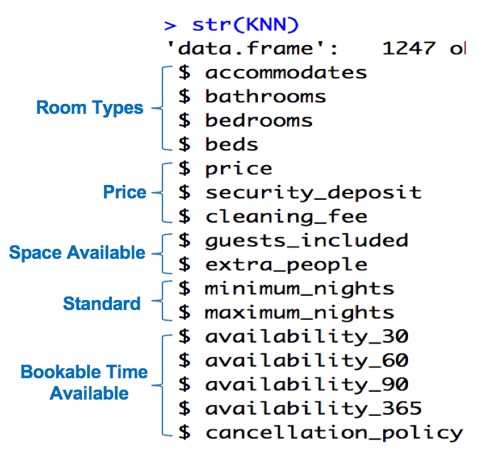 > str(KNN)
'data.frame': 1247 ol
$ accommodates
$ bathrooms
Room Types
$ bedrooms
$ beds
$ price
Price
$ security_deposit
$ cleaning_fee
$ guests_included
Space Available
$ extra_people
$ minimum_nights
Standard
$ maximum_nights
$ availability_30
$ availability_60
Bookable Time
Available
$ availability_90
$ availability_365
$ cancellation_policy